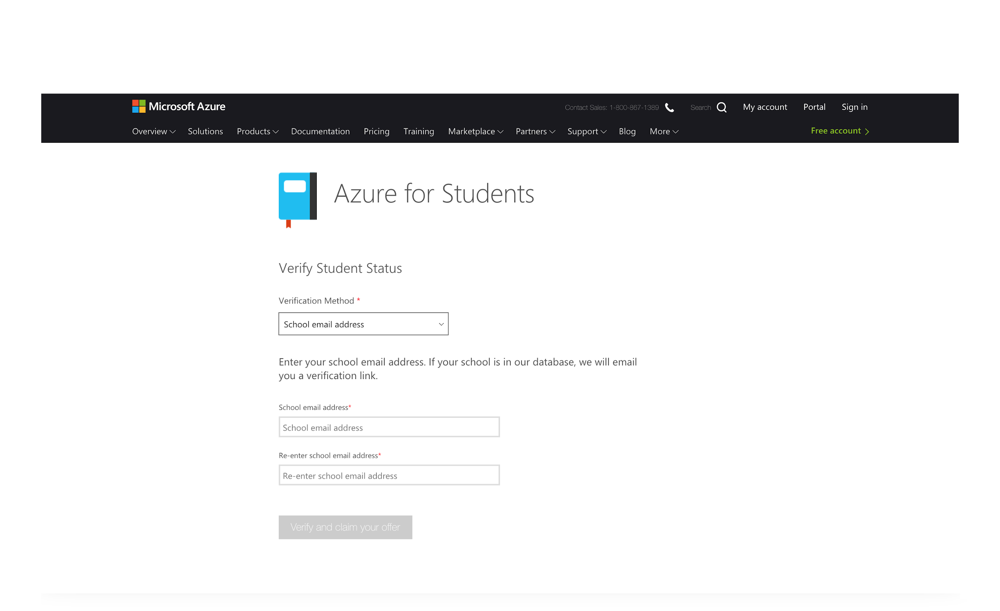 Microsoft Azure
Contact Sales: 1-800-867-1389 Search My account Portal Sign in
Overview Solutions Products Documentation Pricing Training Marketplace Partners Support Blog More Free account
Azure for Students
Verify Student Status
Verification Method *
School email address
Enter your school email address. If your school is in our database, we will email
you a verification link.
School email address*
School email address
Re-enter school email address*
Re-enter school email address
Verify and claim your offer